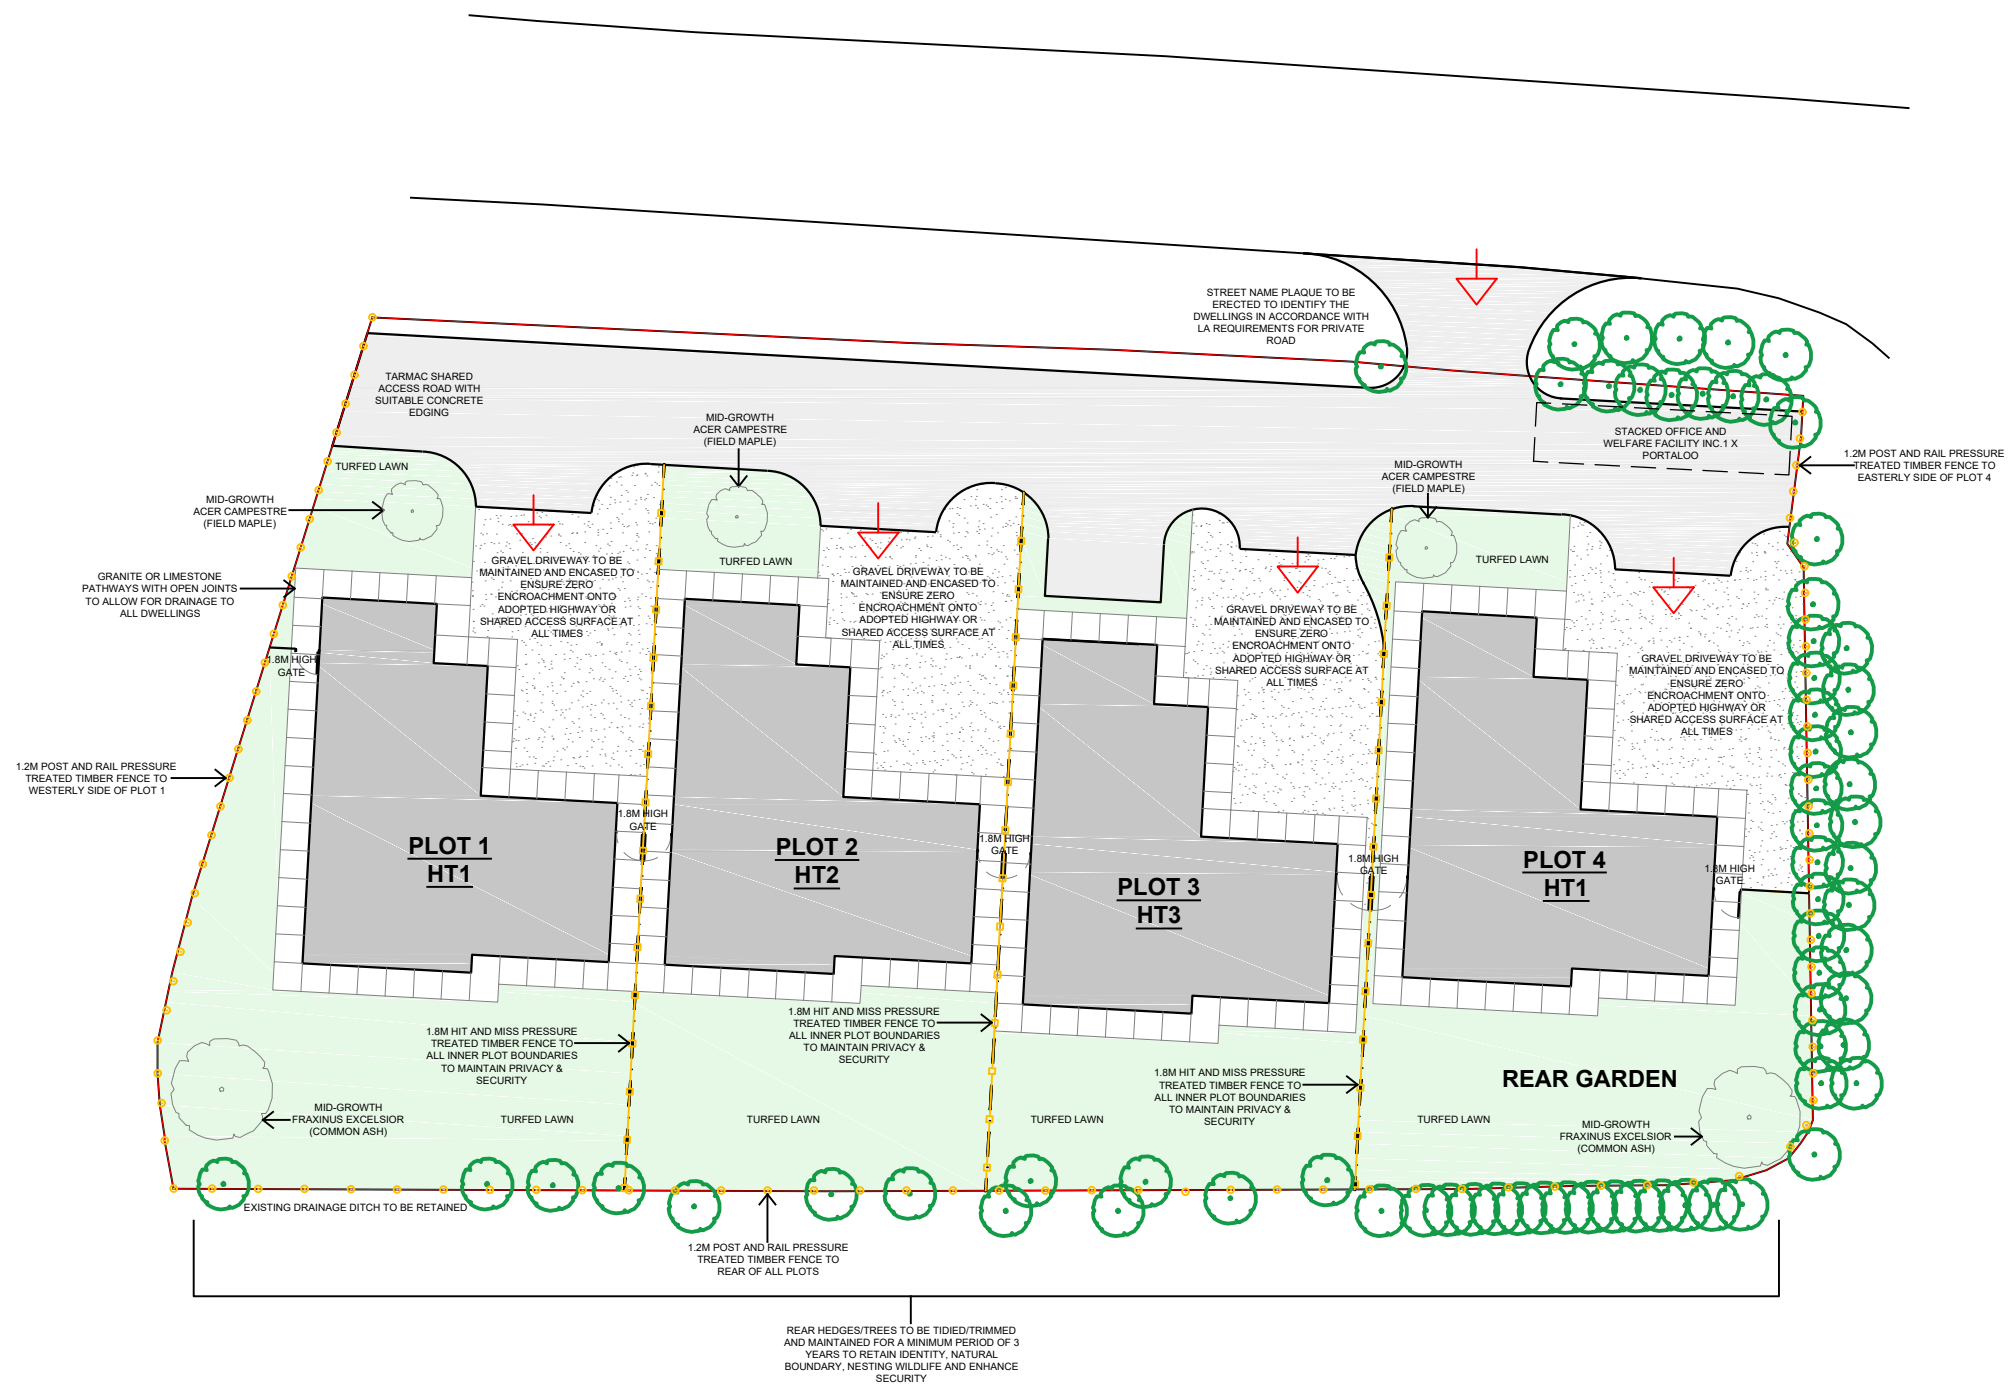 STREET NAME PLAQUE TO BE
ERECTED TO IDENTIFY THE
DWELLINGS IN ACCORDANCE WITH
LA REQUIREMENTS FOR PRIVATE
ROAD
TARMAC SHARED
ACCESS ROAD WITH
SUITABLE CONCRETE
EDGING
MID-GROWTH
ACER CAMPESTRE
(FIELD MAPLE)
STACKED OFFICE AND
WELFARE FACILITY INC.1 X
PORTALOO
1.2M POST AND RAIL PRESSURE
TREATED TIMBER FENCE TO
EASTERLY SIDE OF PLOT 4
TURFED LAWN
MID-GROWTH
ACER CAMPESTRE
(FIELD MAPLE)
MID-GROWTH
ACER CAMPESTRE
(FIELD MAPLE)
TURFED LAWN
TURFED LAWN
GRAVEL DRIVEWAY TO BE
MAINTAINED AND ENCASED TO
ENSURE ZERO
ENCROACHMENT ONTO
ADOPTED HIGHWAY OR
SHARED ACCESS SURFACE AT
ALL TIMES
GRAVEL DRIVEWAY TO BE
MAINTAINED AND ENCASED TO
ENSURE ZERO
ENCROACHMENT ONTO
ADOPTED HIGHWAY OR
SHARED ACCESS SURFACE AT
ALL TIMES
GRAVEL DRIVEWAY TO BE
MAINTAINED AND ENCASED TO
ENSURE ZERO
ENCROACHMENT ONTO
ADOPTED HIGHWAY OR
SHARED ACCESS SURFACE AT
ALL TIMES
GRAVEL DRIVEWAY TO BE
MAINTAINED AND ENCASED TO
ENSURE ZERO
ENCROACHMENT ONTO
ADOPTED HIGHWAY OR
SHARED ACCESS SURFACE AT
ALL TIMES
GRANITE OR LIMESTONE
PATHWAYS WITH OPEN JOINTS
TO ALLOW FOR DRAINAGE TO
ALL DWELLINGS
1.8M HIGH
GATE
1.2M POST AND RAIL PRESSURE
TREATED TIMBER FENCE TO
WESTERLY SIDE OF PLOT 1
1.8M HIGH
GATE
1.8M HIGH
GATE
1.8M HIGH
GATE
1.8M HIGH
GATE
PLOT 1
HT1
PLOT 2
HT2
PLOT 3
HT3
PLOT 4
HT1
1.8M HIT AND MISS PRESSURE
TREATED TIMBER FENCE TO
ALL INNER PLOT BOUNDARIES
TO MAINTAIN PRIVACY &
SECURITY
1.8M HIT AND MISS PRESSURE
TREATED TIMBER FENCE TO
ALL INNER PLOT BOUNDARIES
TO MAINTAIN PRIVACY &
SECURITY
1.8M HIT AND MISS PRESSURE
TREATED TIMBER FENCE TO
ALL INNER PLOT BOUNDARIES
TO MAINTAIN PRIVACY &
SECURITY
REAR GARDEN
MID-GROWTH
FRAXINUS EXCELSIOR
(COMMON ASH)
TURFED LAWN
TURFED LAWN
TURFED LAWN
TURFED LAWN
MID-GROWTH
FRAXINUS EXCELSIOR
(COMMON ASH)
EXISTING DRAINAGE DITCH TO BE RETAINED
1.2M POST AND RAIL PRESSURE
TREATED TIMBER FENCE TO
REAR OF ALL PLOTS
REAR HEDGES/TREES TO BE TIDIED/TRIMMED
AND MAINTAINED FOR A MINIMUM PERIOD OF 3
YEARS TO RETAIN IDENTITY, NATURAL
BOUNDARY, NESTING WILDLIFE AND ENHANCE
SECURITY